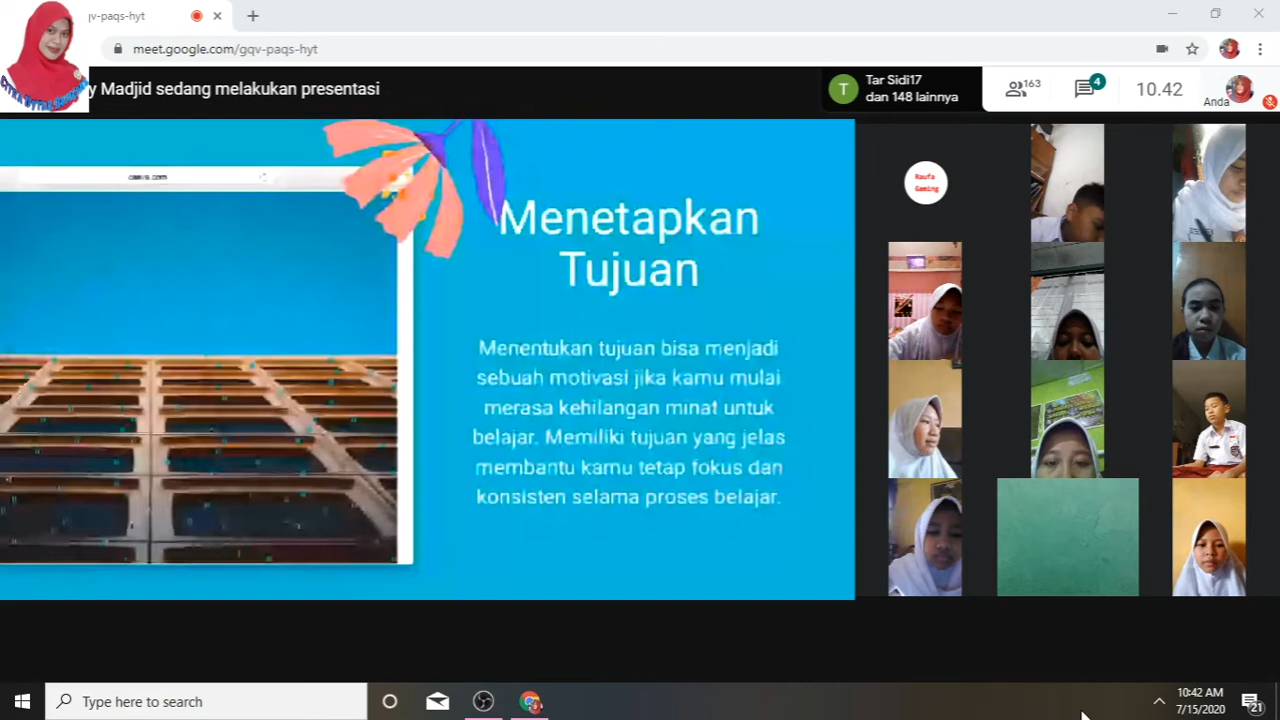 qv-paqs-hyt
meet.google.com/gqv-paqs-hyt
y Madjid sedang melakukan presentasi
T
Tar Sidi17
dan 148 lainnya
163
4
10.42
Anda
canva.com
Menetapkan
Tujuan
Menentukan tujuan bisa menjadi
sebuah motivasi jika kamu mulai
merasa kehilangan minat untuk
belajar. Memiliki tujuan yang jelas
membantu kamu tetap fokus dan
konsisten selama proses belajar.
Raufa
Gaming
Type here to search
10:42 AM
7/15/2020
21